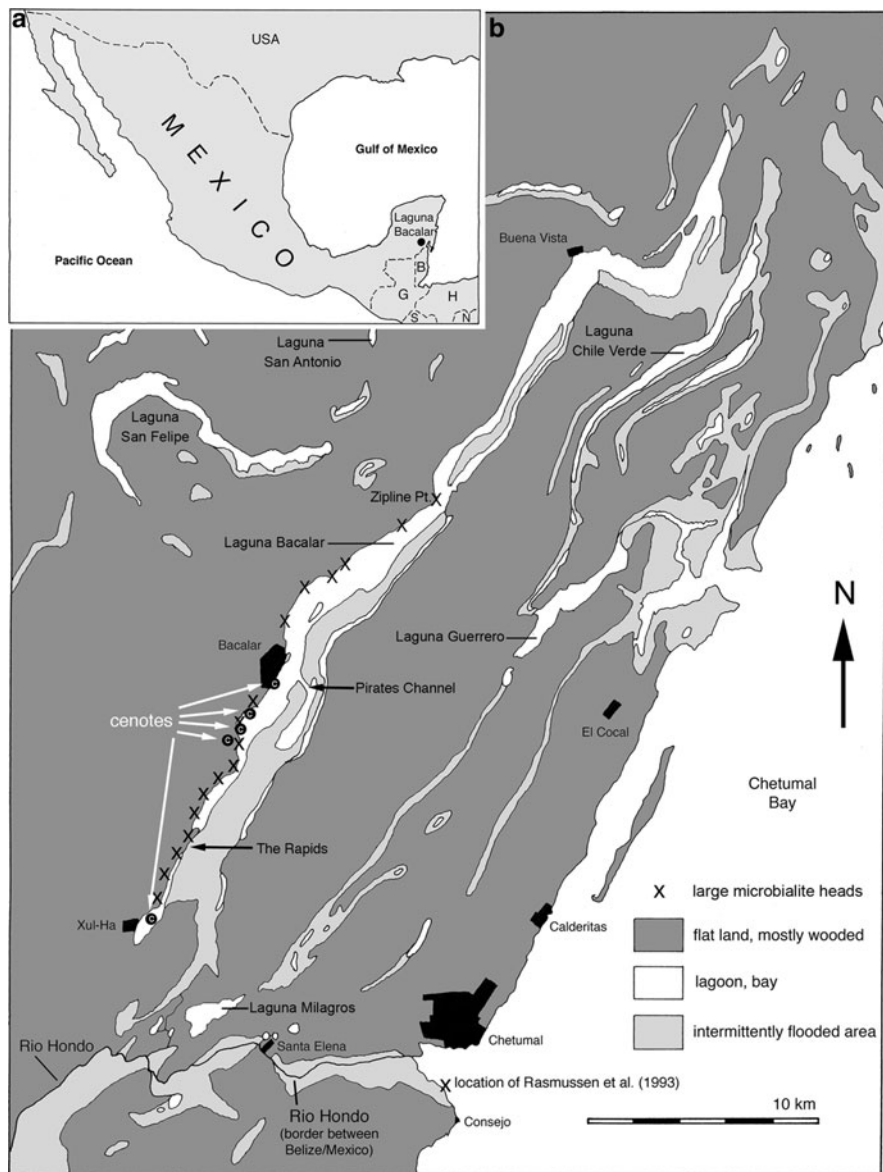 a
USA
MEXICO
Gulf of Mexico
Pacific Ocean
Laguna
Bacalar
B
G
H
S
N
b
Buena Vista
Laguna
Chile Verde
Laguna
San Antonio
Laguna
San Felipe
Zipline Pt.
X
Laguna Bacalar
X
X
X
X
X
N
Laguna Guerrero
Bacalar
Pirates Channel
C
cenotes
X
C
X
C
C
X
El Cocal
Chetumal
Bay
X
X
X
X
X
The Rapids
X
X
X
C
Xul-Ha
X large microbialite heads
flat land, mostly wooded
lagoon, bay
intermittently flooded area
Calderitas
Laguna Milagros
Chetumal
Rio Hondo
Santa Elena
X location of Rasmussen et al. (1993)
Rio Hondo
(border between
Belize/Mexico)
Consejo
10 km